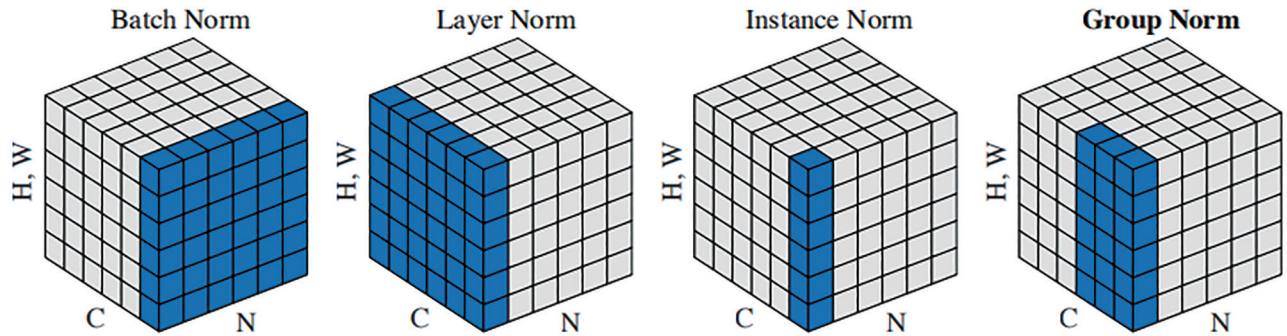 Batch Norm
Layer Norm
Instance Norm
Group Norm
H, W
C
N
H, W
C
N
H, W
C
N
H, W
C
N